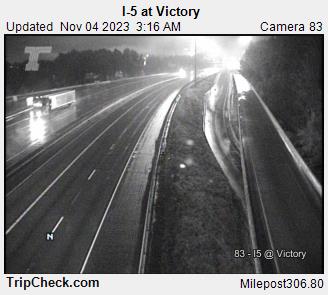 I-5 at Victory
Updated Nov 04 2023 3:16 AM Camera 83
T
N
83 - I5 @ Victory
TripCheck.com Milepost306.80